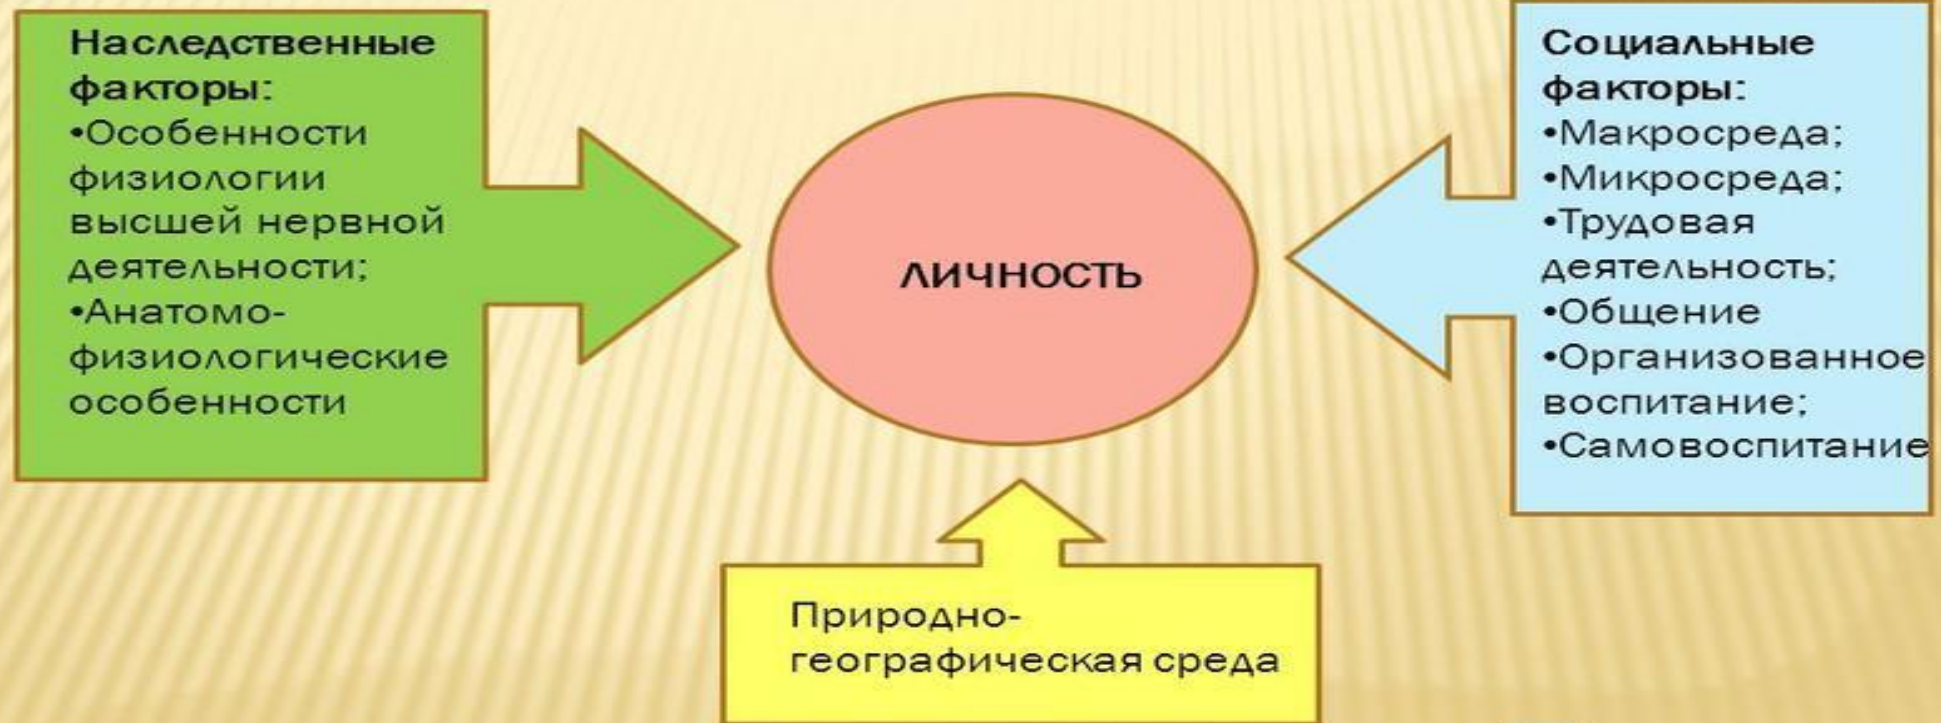 Наследственные
факторы:
•Особенности
физиологии
высшей нервной
деятельности;
•Анатомо-
физиологические
особенности
ЛИЧНОСТЬ
Социальные
факторы:
•Макросреда;
•Микросреда;
•Трудовая
деятельность;
•Общение
•Организованное
воспитание;
•Самовоспитание
Природно-
географическая среда